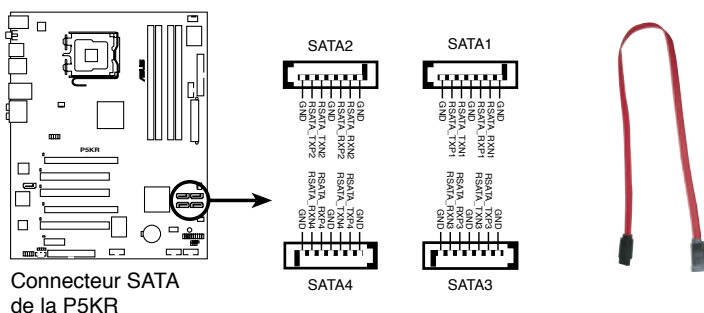 SATA2
SATA1
GND
RSATA_TXP2
RSATA_TXN2
GND
RSATA_RXP2
RSATA_RXN2
GND
GND
RSATA_TXP1
RSATA_TXN1
GND
RSATA_RXP1
RSATA_RXN1
GND
GND
RSATA_RXN4
RSATA_RXP4
GND
RSATA_TXN4
RSATA_TXP4
GND
GND
RSATA_RXN3
RSATA_RXP3
GND
RSATA_TXN3
RSATA_TXP3
GND
SATA4
SATA3
ASUS
P5KR
Connecteur SATA
de la P5KR